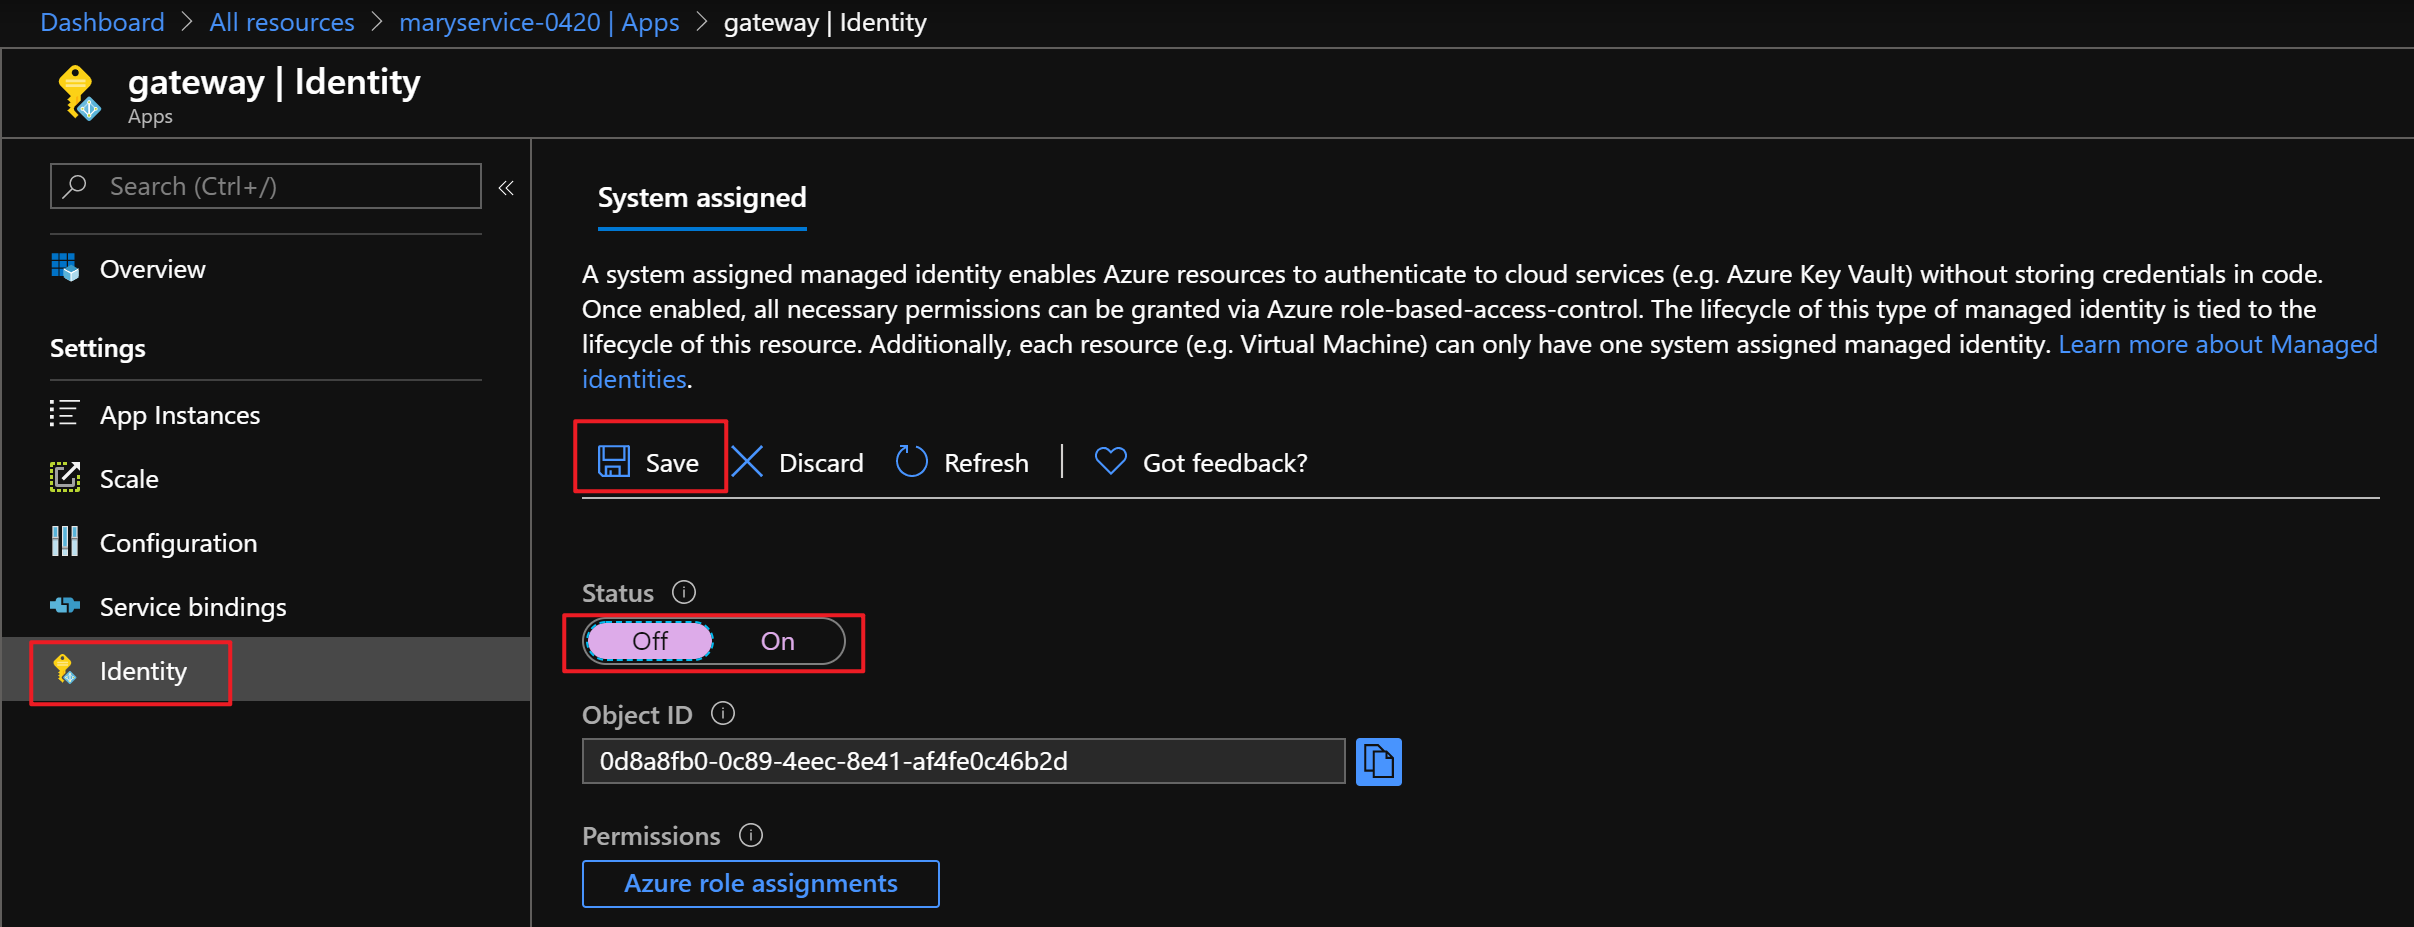 Dashboard > All resources > maryservice-0420 | Apps > gateway | Identity
gateway | Identity
Apps
Search (Ctrl+/)
«
Overview
Settings
App Instances
Scale
Configuration
Service bindings
Identity
System assigned
A system assigned managed identity enables Azure resources to authenticate to cloud services (e.g. Azure Key Vault) without storing credentials in code.
Once enabled, all necessary permissions can be granted via Azure role-based-access-control. The lifecycle of this type of managed identity is tied to the
lifecycle of this resource. Additionally, each resource (e.g. Virtual Machine) can only have one system assigned managed identity. Learn more about Managed
identities.
Save Discard Refresh | Got feedback?
Status
Off On
Object ID
0d8a8fb0-0c89-4eec-8e41-af4fe0c46b2d
Permissions
Azure role assignments